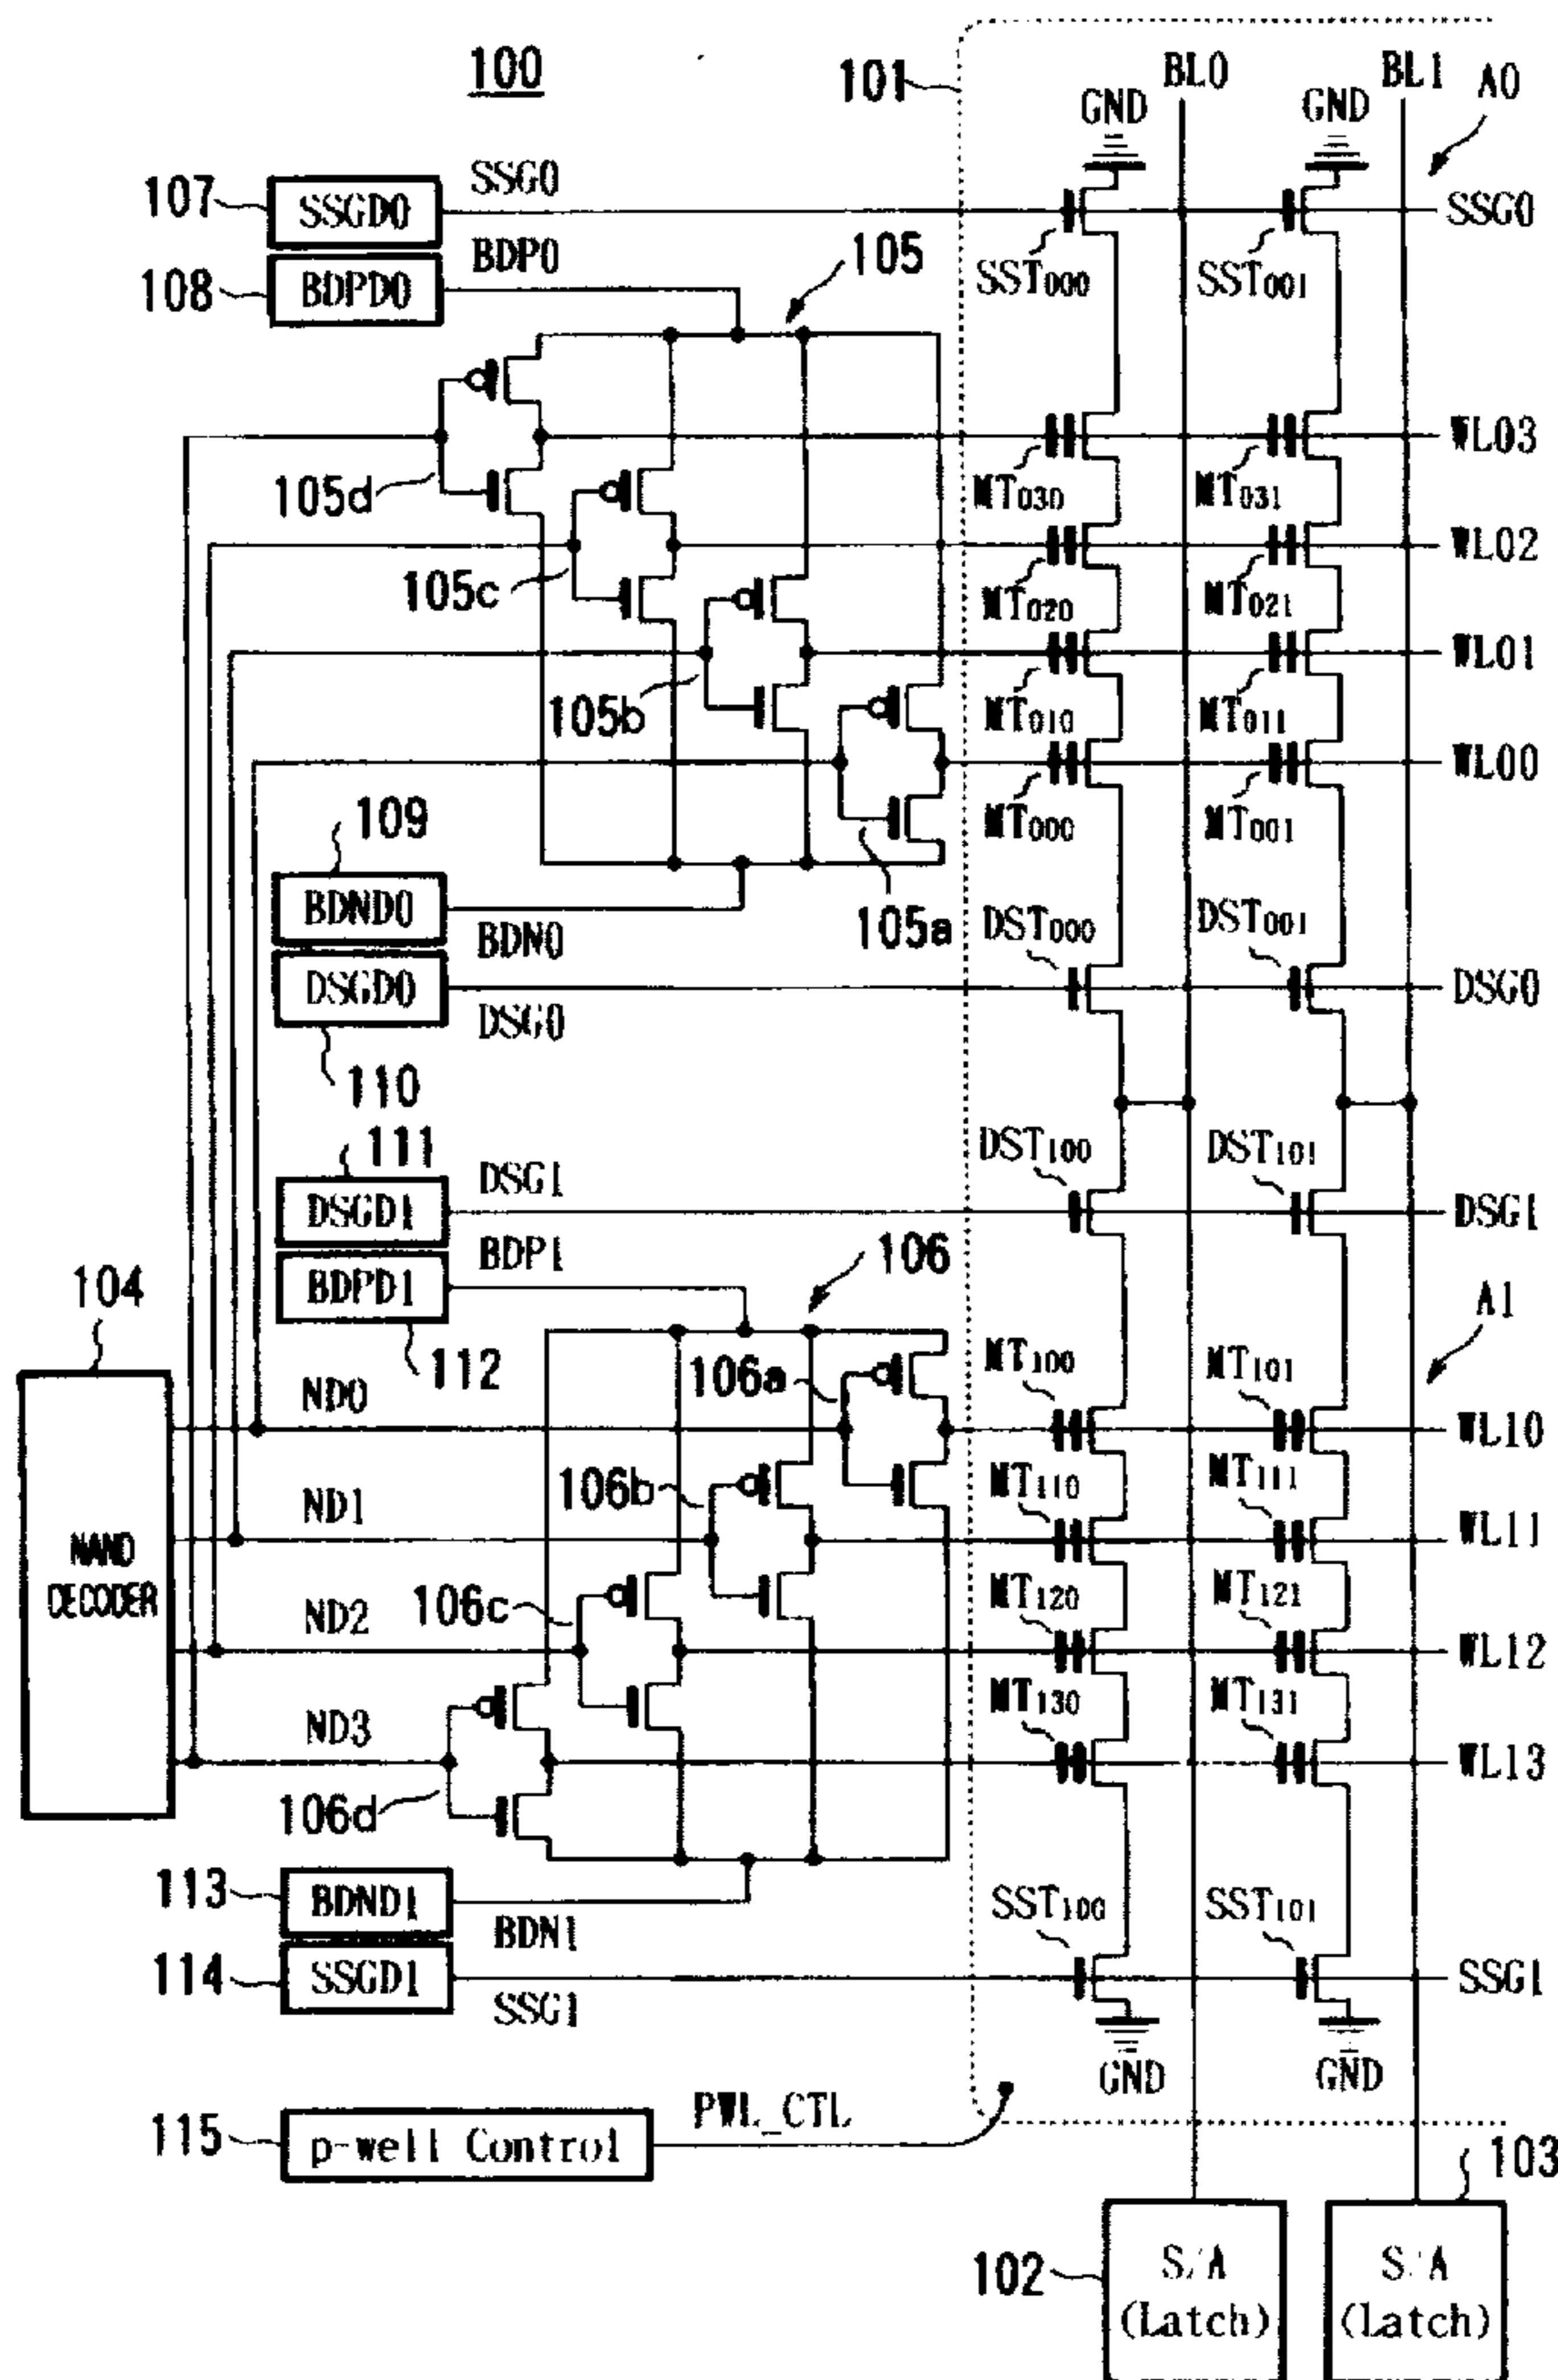 100
101
BL0
BL1
A0
GND
GND
107
SSGD0
SSG0
SSG0
108
BDPD0
BDP0
105
SST000
SST001
WL03
105d
MT030
MT031
WL02
105c
MT020
MT021
WL01
105b
MT010
MT011
WL00
109
MT000
MT001
BDND0
BDN0
105a
DST000
DST001
DSGD0
DSG0
DSG0
110
111
DST100
DST101
DSGD1
DSG1
DSG1
BDPD1
BDP1
106
104
112
A1
106a
MT100
MT101
ND0
WL10
106b
MT110
MT111
ND1
WL11
NAND
DECODER
106c
MT120
MT121
ND2
WL12
MT130
MT131
ND3
WL13
106d
113
BDND1
BDN1
SST100
SST101
114
SSGD1
SSG1
SSG1
GND
GND
115
p-well Control
PWL_CTL
103
102
S/A
(Latch)
S/A
(Latch)